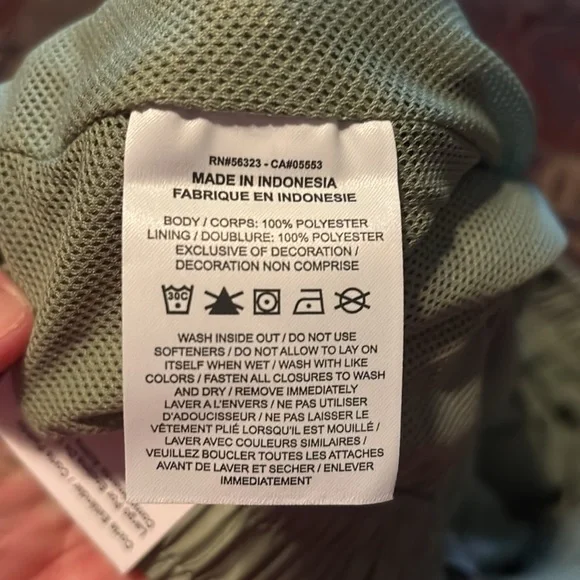 RN#56323 - CA#05553
MADE IN INDONESIA
FABRIQUE EN INDONESIE
BODY / CORPS: 100% POLYESTER
LINING / DOUBLURE: 100% POLYESTER
EXCLUSIVE OF DECORATION /
DECORATION NON COMPRISE
30C
WASH INSIDE OUT / DO NOT USE
SOFTENERS / DO NOT ALLOW TO LAY ON
ITSELF WHEN WET / WASH WITH LIKE
COLORS / FASTEN ALL CLOSURES TO WASH
AND DRY / REMOVE IMMEDIATELY
LAVER A L'ENVERS / NE PAS UTILISER
D'ADOUCISSEUR / NE PAS LAISSER LE
VÊTEMENT PLIÉ LORSQU'IL EST MOUILLÉ /
LAVER AVEC COULEURS SIMILAIRES /
VEUILLEZ BOUCLER TOUTES LES ATTACHES
AVANT DE LAVER ET SECHER / ENLEVER
IMMEDIATEMENT